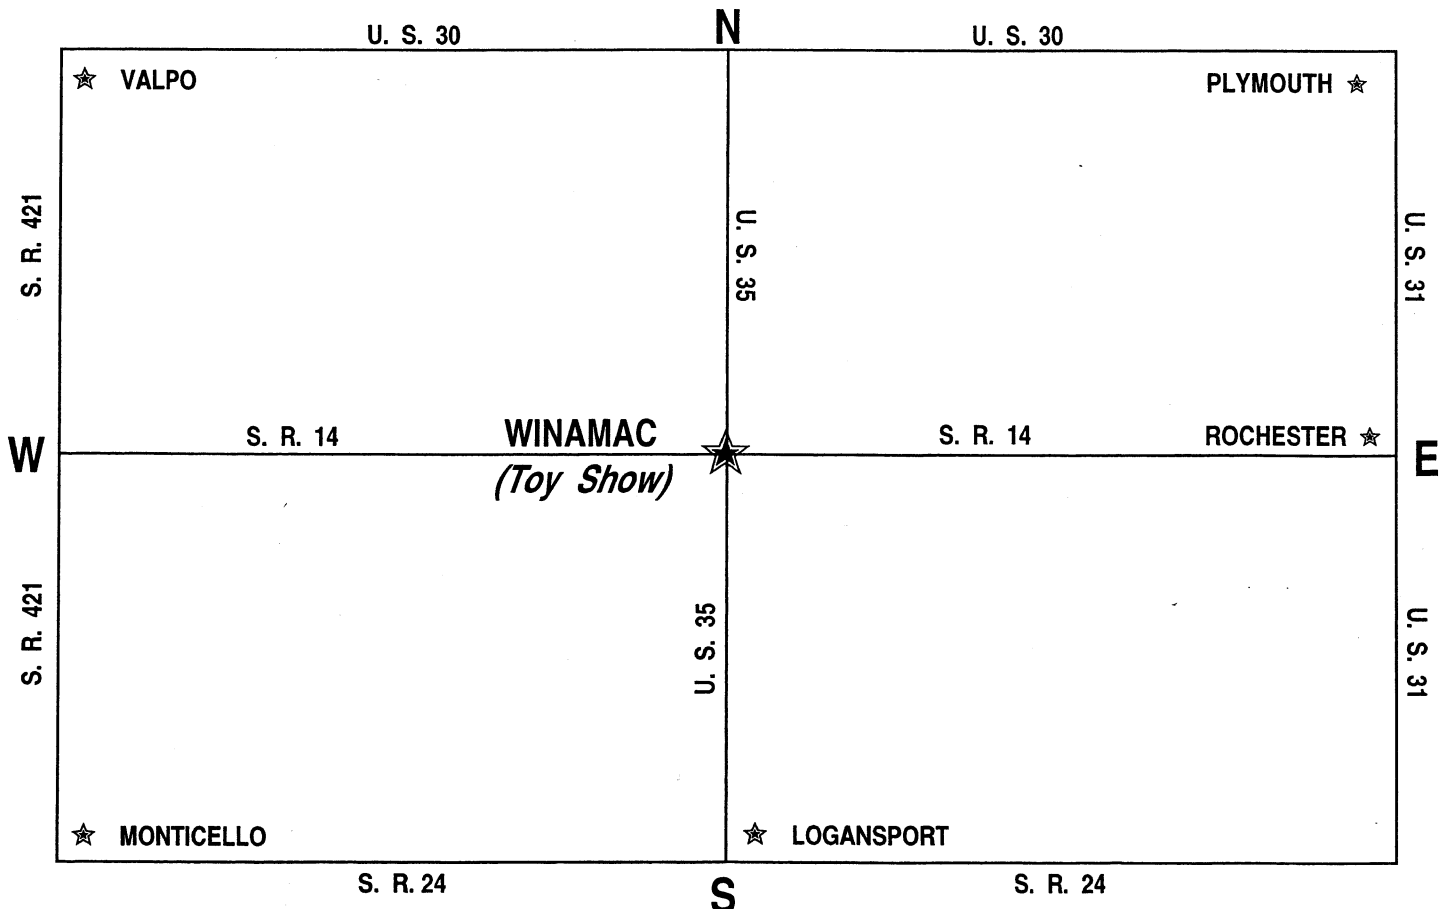 N
U. S. 30
U. S. 30
VALPO
PLYMOUTH
S. R. 421
U. S. 35
U. S. 31
W
S. R. 14
WINAMAC
(Toy Show)
S. R. 14
ROCHESTER
E
S. R. 421
U. S. 35
U. S. 31
MONTICELLO
LOGANSPORT
S. R. 24
S
S. R. 24